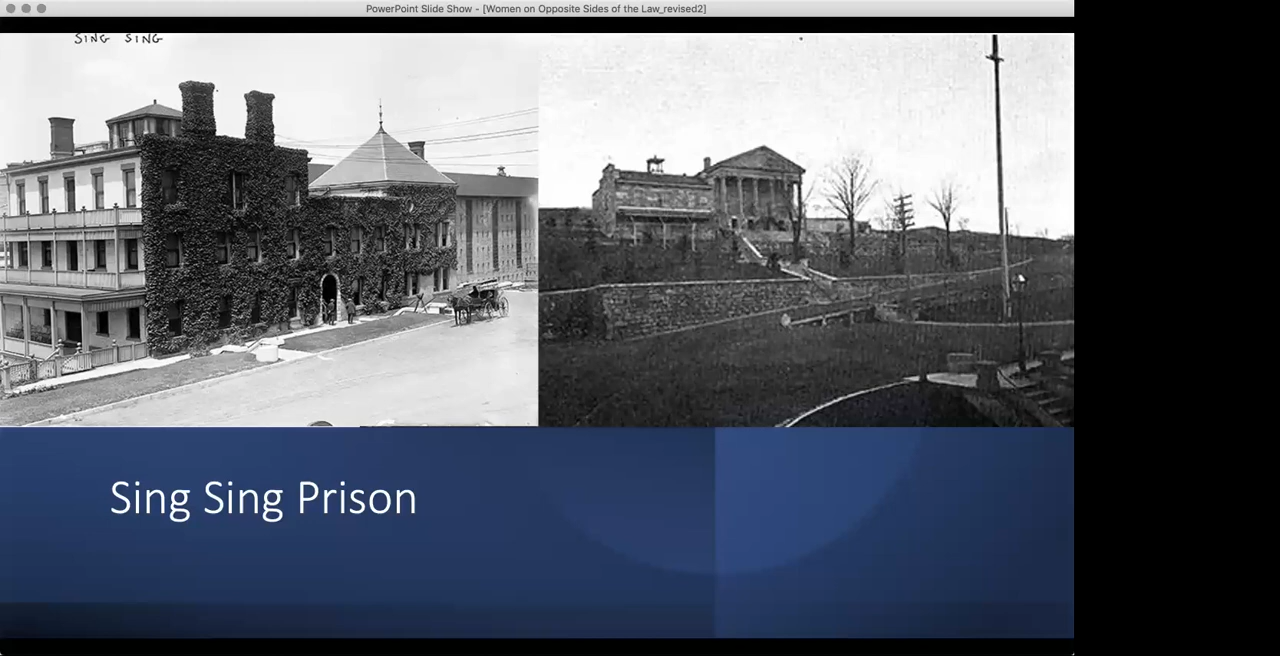 PowerPoint Slide Show - [Women on Opposite Sides of the Law_revised2]
SING SING
Sing Sing Prison